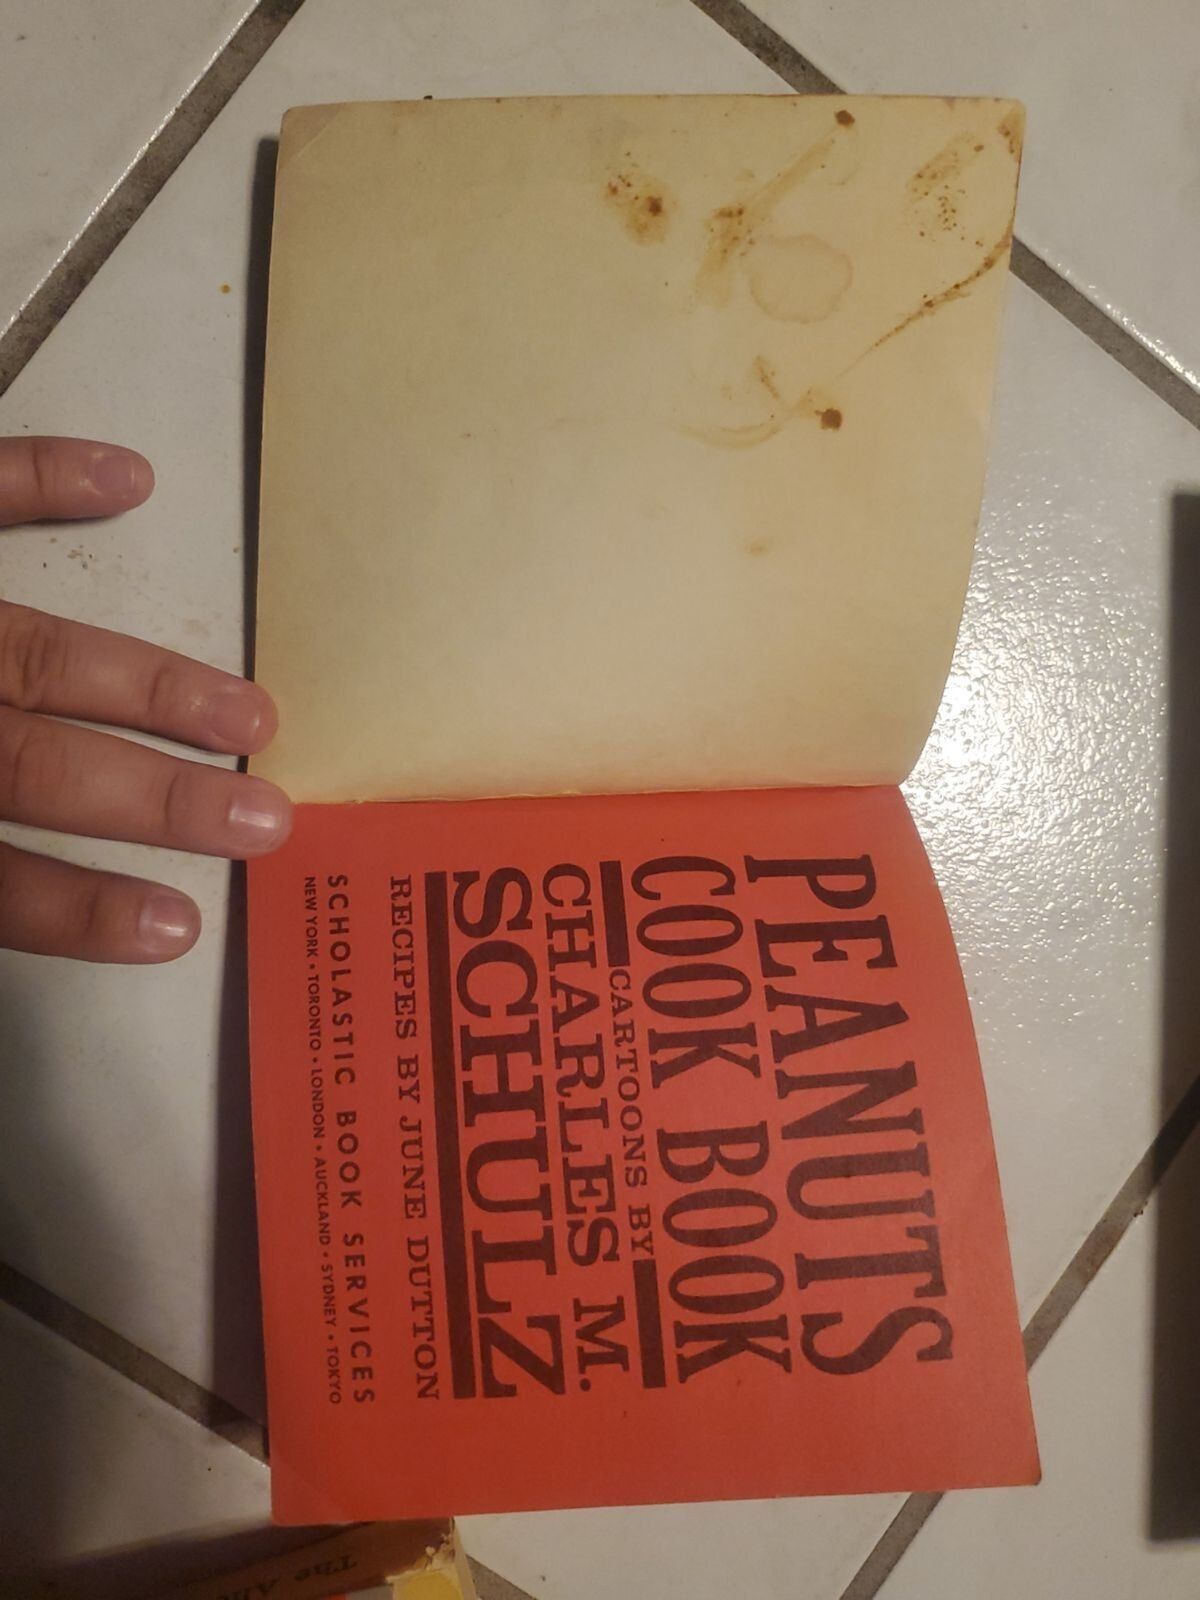 PEANUTS
COOK BOOK
CARTOONS BY
CHARLES M.
SCHULZ
RECIPES BY JUNE DUTTON
SCHOLASTIC BOOK SERVICES
NEW YORK • TORONTO • LONDON • AUCKLAND • SYDNEY • TOKYO
The